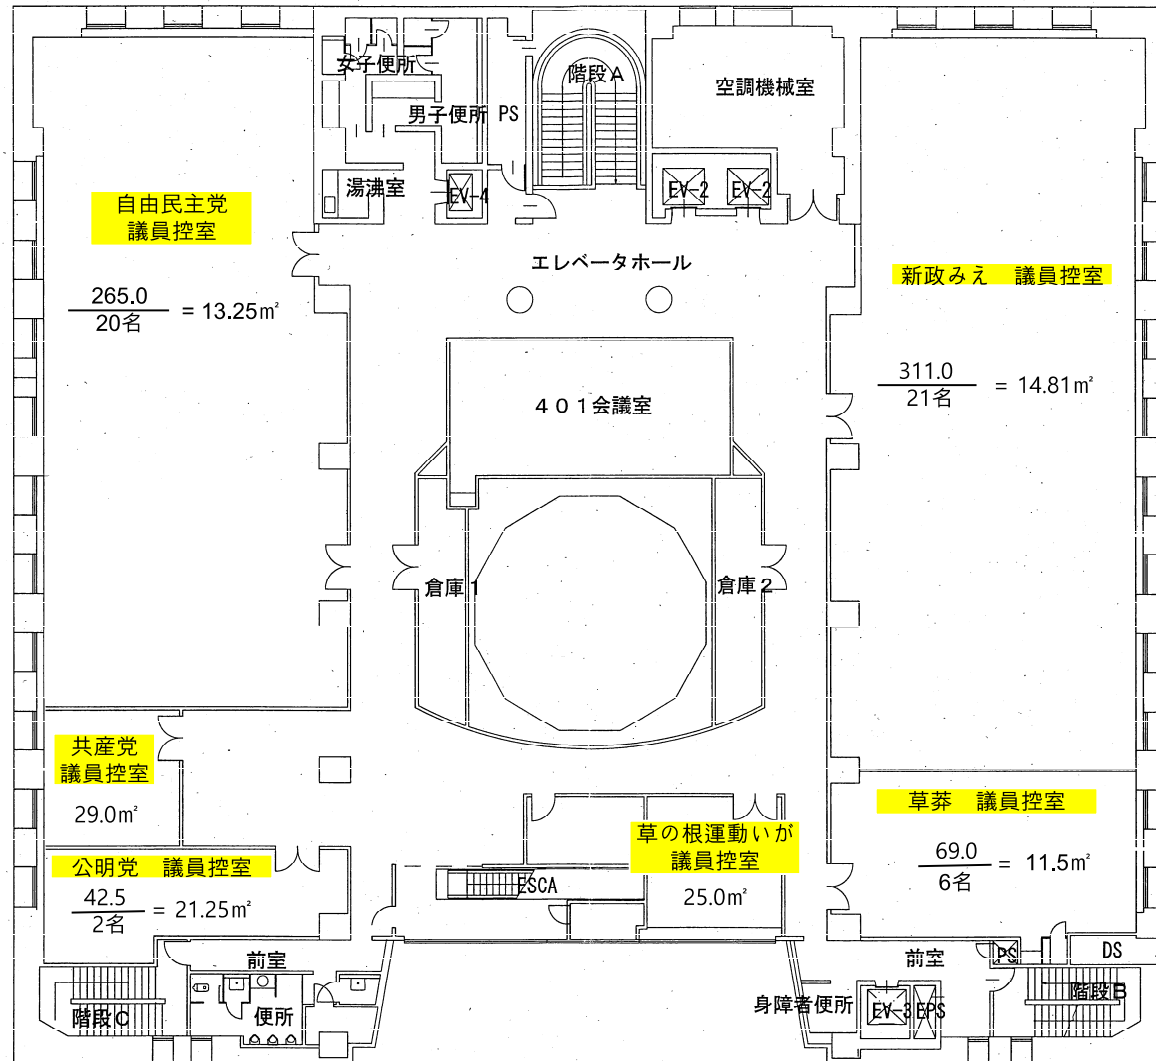 女子便所
階段A
空調機械室
男子便所 PS
湯沸室
EV-4
EV-2
EV-2
自由民主党
議員控室
エレベータホール
新政みえ 議員控室
265.0
20名
= 13.25㎡
311.0
21名
= 14.81㎡
401会議室
倉庫1
倉庫2
共産党
議員控室
29.0㎡
草莽 議員控室
草の根運動いが
議員控室
25.0㎡
69.0
6名
= 11.5㎡
公明党 議員控室
42.5
2名
= 21.25㎡
ESCA
前室
前室
PS
DS
階段C
便所
身障者便所
EV-3
EPS
階段B